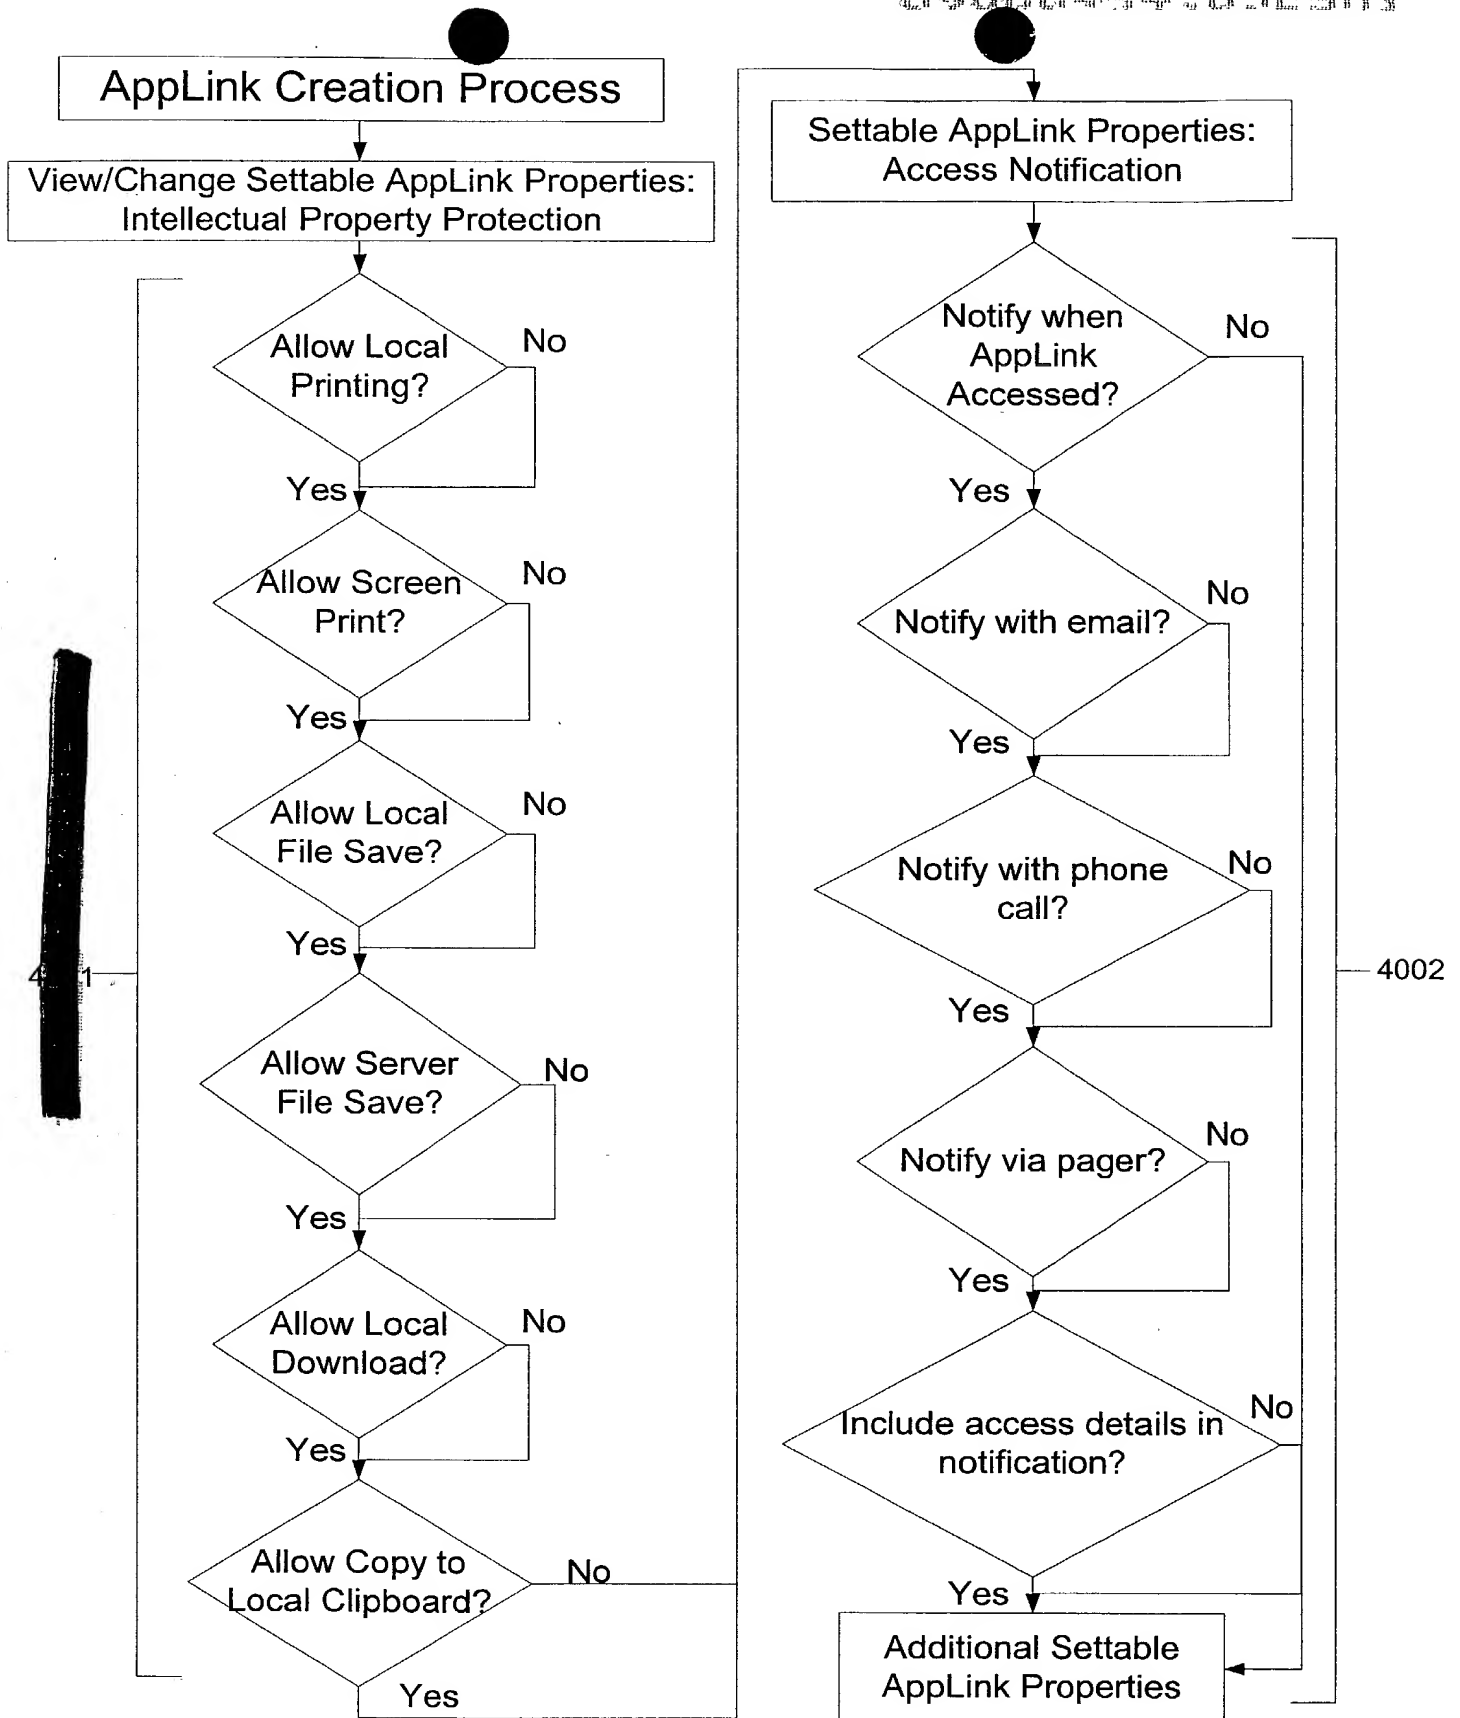 AppLink Creation Process
View/Change Settable AppLink Properties:
Intellectual Property Protection
Allow Local
Printing?
No
Yes
Allow Screen
Print?
No
Yes
Allow Local
File Save?
No
Yes
Allow Server
File Save?
No
Yes
Allow Local
Download?
No
Yes
Allow Copy to
Local Clipboard?
No
Yes
Settable AppLink Properties:
Access Notification
Notify when
AppLink
Accessed?
No
Yes
Notify with email?
No
Yes
Notify with phone
call?
No
Yes
Notify via pager?
No
Yes
Include access details in
notification?
No
Yes
Additional Settable
AppLink Properties
4002